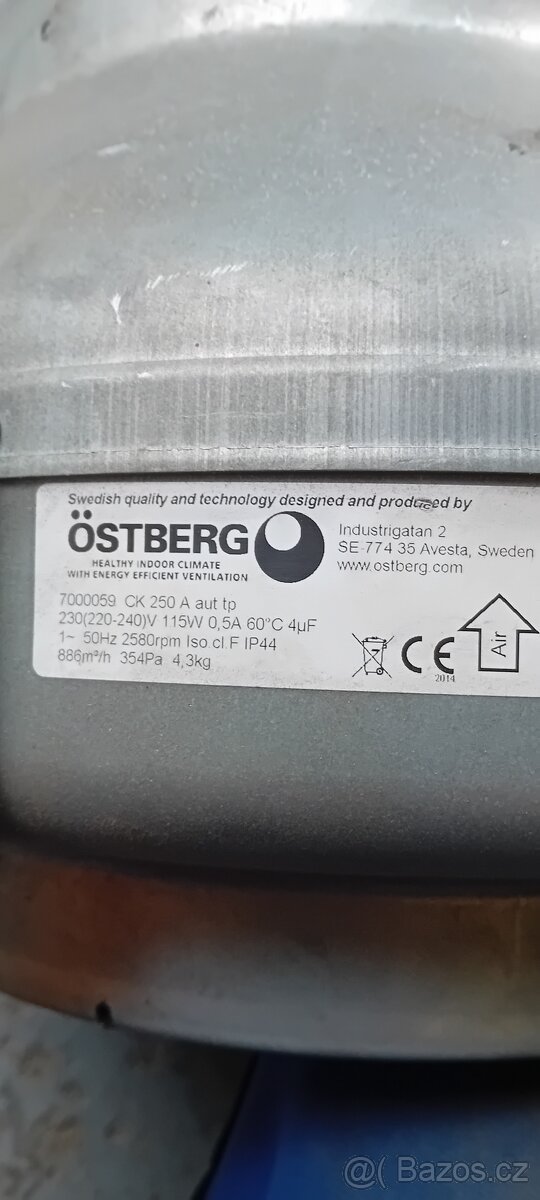 Swedish quality and technology designed and produced by
ÖSTBERG
HEALTHY INDOOR CLIMATE
WITH ENERGY EFFICIENT VENTILATION
Industrigatan 2
SE-774 35 Avesta, Sweden
www.ostberg.com
7000059 CK 250 A aut tp
230(220-240)V 115W 0,5A 60°C 4µF
1~ 50Hz 2580rpm Iso.cl.F IP44
886m³/h 354Pa 4,3kg
CE
2014
Air
@( Bazos.cz